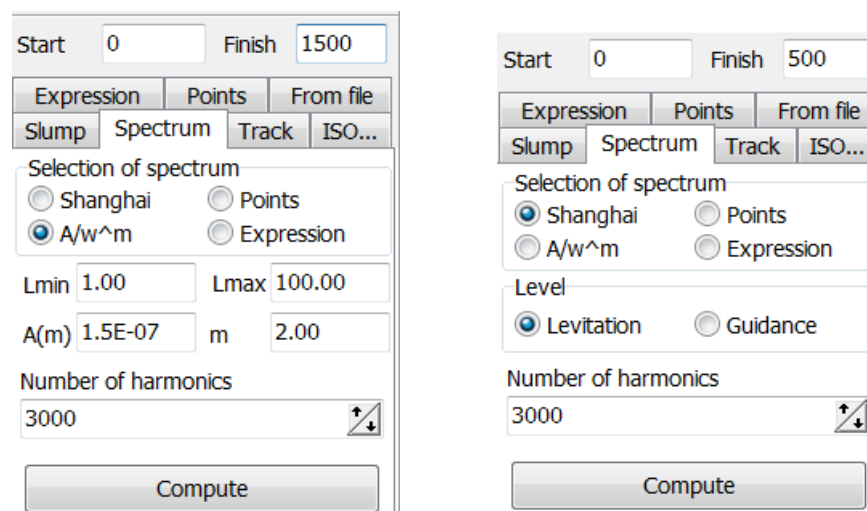 Start 0 Finish 1500
Expression Points From file
Slump Spectrum Track ISO...
Selection of spectrum
Shanghai Points
A/w^m Expression
Lmin 1.00 Lmax 100.00
A(m) 1.5E-07 m 2.00
Number of harmonics
3000
Compute
Start 0 Finish 500
Expression Points From file
Slump Spectrum Track ISO...
Selection of spectrum
Shanghai Points
A/w^m Expression
Level
Levitation Guidance
Number of harmonics
3000
Compute